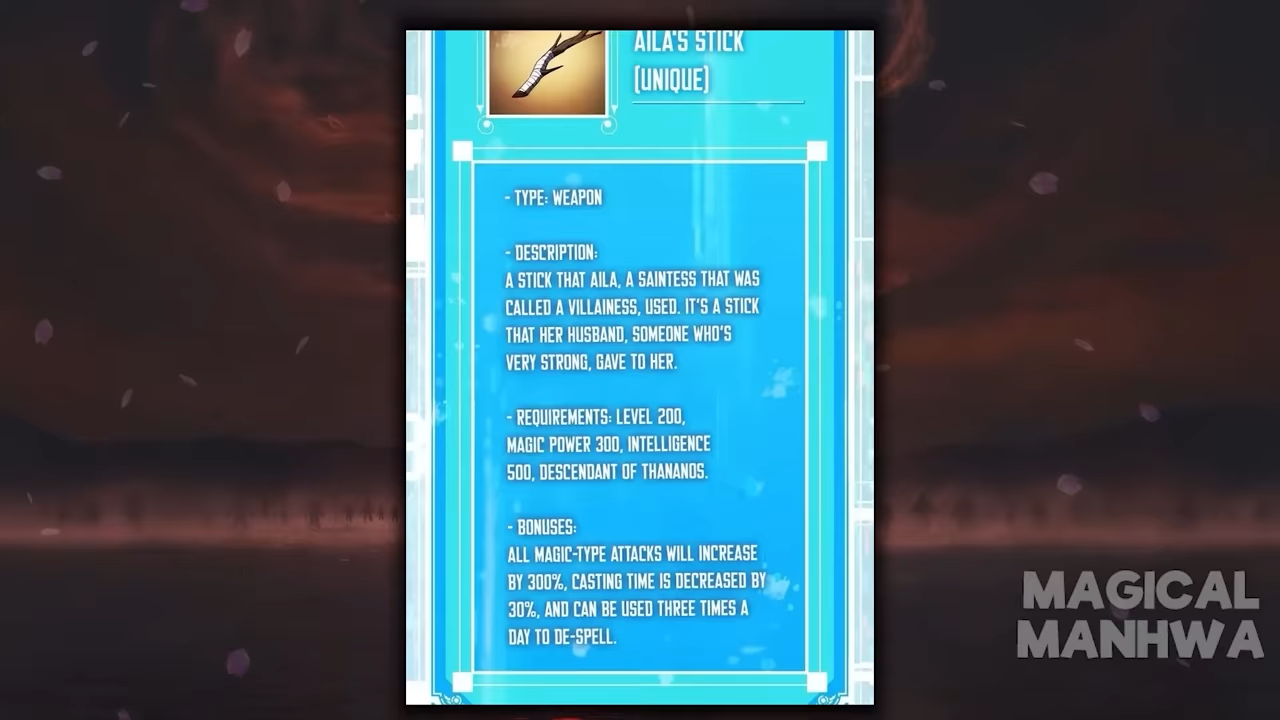 AILA'S STICK
[UNIQUE]
- TYPE: WEAPON
- DESCRIPTION:
A STICK THAT AILA, A SAINTESS THAT WAS
CALLED A VILLAINESS, USED. IT'S A STICK
THAT HER HUSBAND, SOMEONE WHO'S
VERY STRONG, GAVE TO HER.
- REQUIREMENTS: LEVEL 200,
MAGIC POWER 300, INTELLIGENCE
500, DESCENDANT OF THANANOS.
- BONUSES:
ALL MAGIC-TYPE ATTACKS WILL INCREASE
BY 300%, CASTING TIME IS DECREASED BY
30%, AND CAN BE USED THREE TIMES A
DAY TO DE-SPELL.
MAGICAL
MANHWA